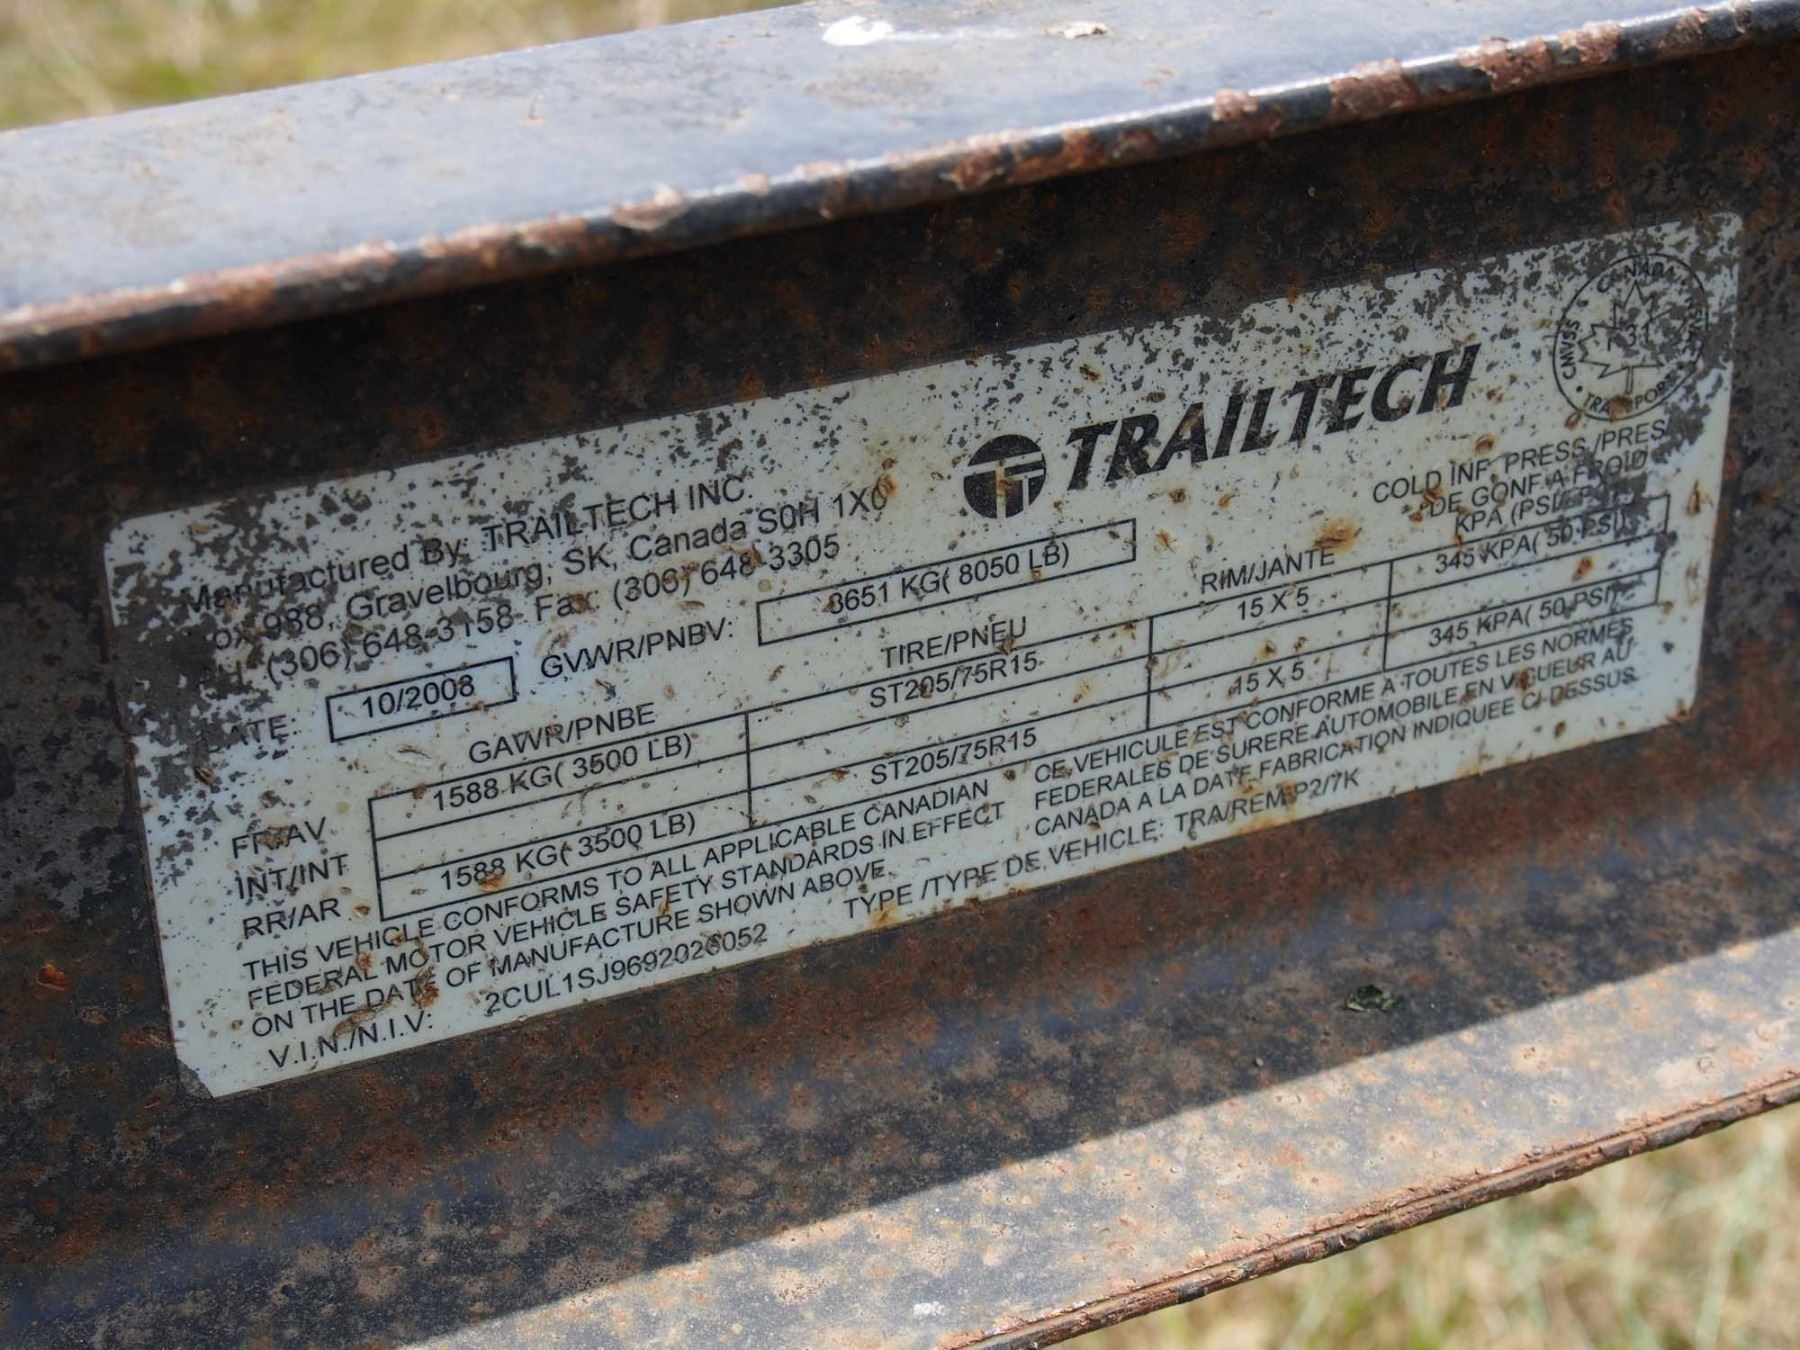 Manufactured By: TRAILTECH INC.
Box 988, Gravelbourg, SK, Canada S0H 1X0
PH (306) 648-3158 Fax: (306) 648-3305
TRAILTECH
CANADA
CMVSS
TRANSPORT
DATE: 10/2008 GVWR/PNBV: 3651 KG( 8050 LB)
COLD INF PRESS/PRES/
DE GONF A FROID
KPA (PSI/
GAWR/PNBE TIRE/PNEU RIM/JANTE
FT/AV 1588 KG( 3500 LB) ST205/75R15 15 X 5 345 KPA( 50 PSI)
INT/INT
RR/AR 1588 KG( 3500 LB) ST205/75R15 15 X 5 345 KPA( 50 PSI)
THIS VEHICLE CONFORMS TO ALL APPLICABLE CANADIAN
FEDERAL MOTOR VEHICLE SAFETY STANDARDS IN EFFECT
ON THE DATE OF MANUFACTURE SHOWN ABOVE.
CE VEHICULE EST CONFORME A TOUTES LES NORMES
FEDERALES DE SURERE AUTOMOBILE EN VIGUEUR AU
CANADA A LA DATE FABRICATION INDIQUEE CI-DESSUS.
V.I.N./N.I.V: 2CUL1SJ9692026052 TYPE /TYPE DE VEHICLE: TRA/REM P2/7K